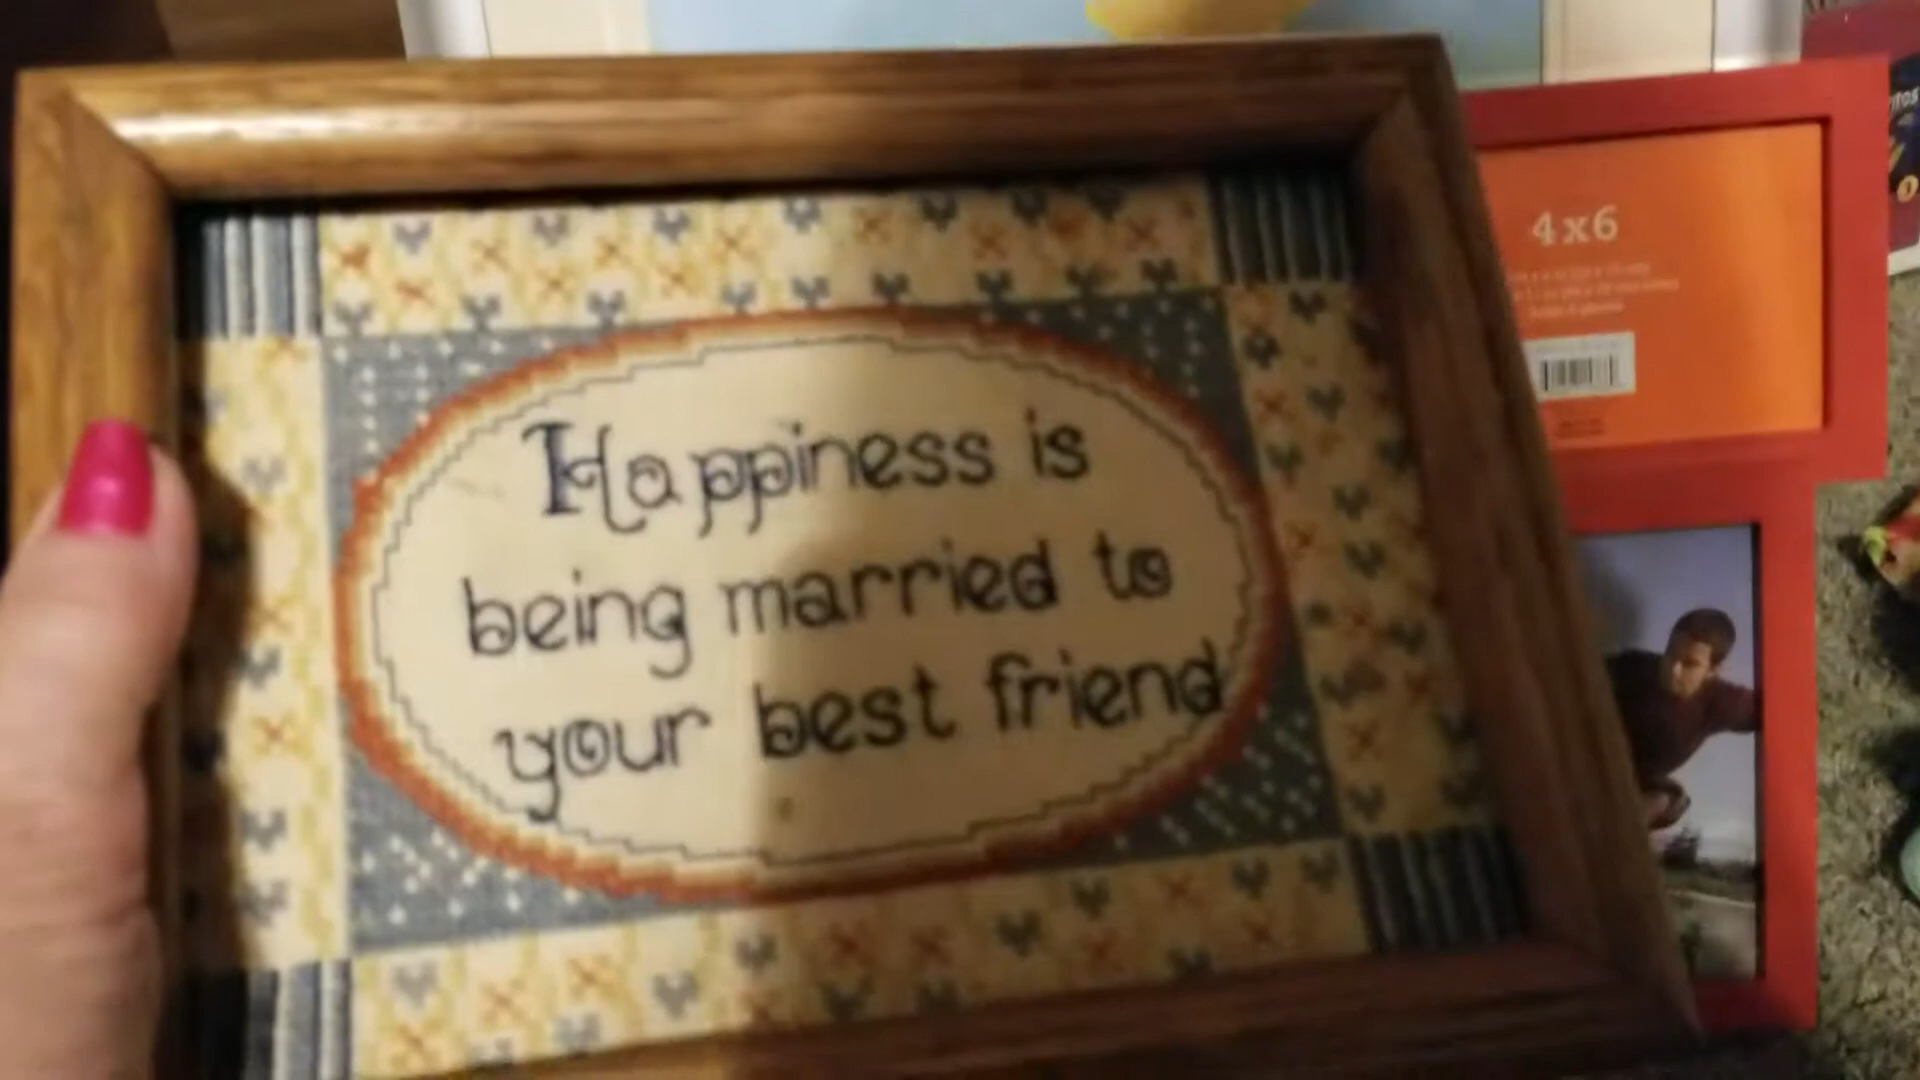 Happiness is
being married to
your best friend
4x6